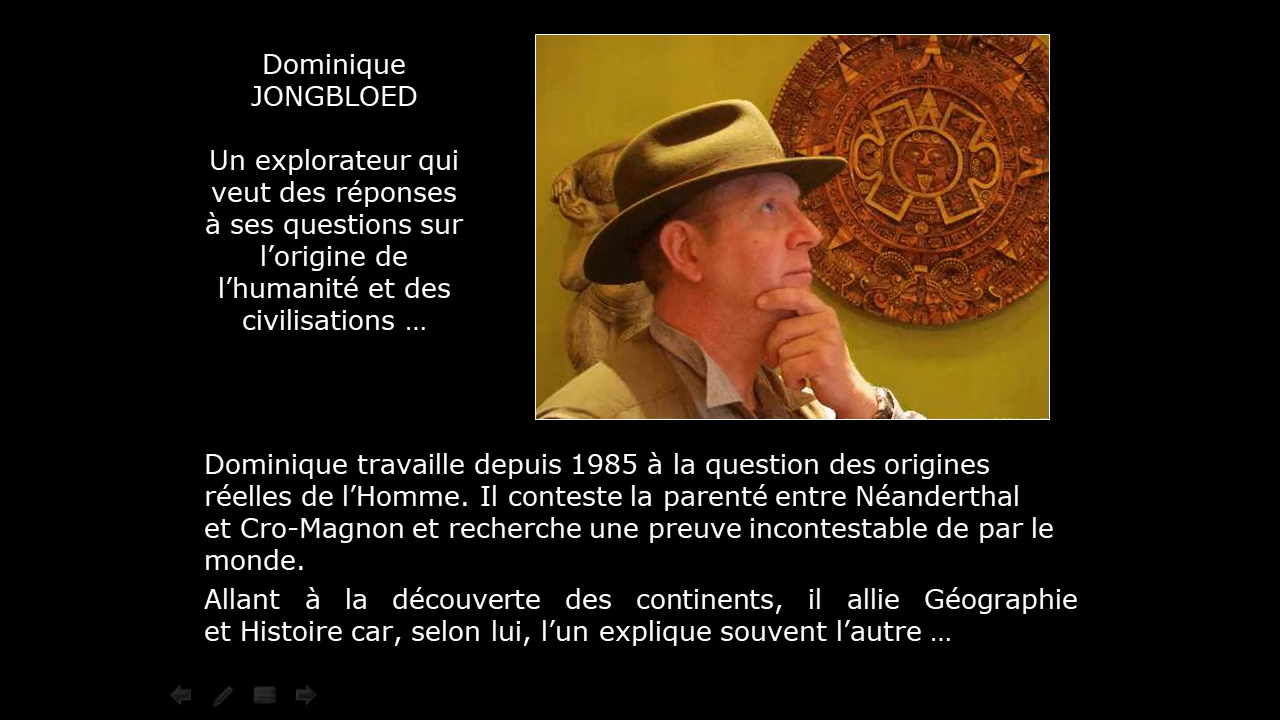 Dominique
JONGBLOED
Un explorateur qui
veut des réponses
à ses questions sur
l’origine de
l’humanité et des
civilisations …
Dominique travaille depuis 1985 à la question des origines
réelles de l’Homme. Il conteste la parenté entre Néanderthal
et Cro-Magnon et recherche une preuve incontestable de par le
monde.
Allant à la découverte des continents, il allie Géographie
et Histoire car, selon lui, l’un explique souvent l’autre …